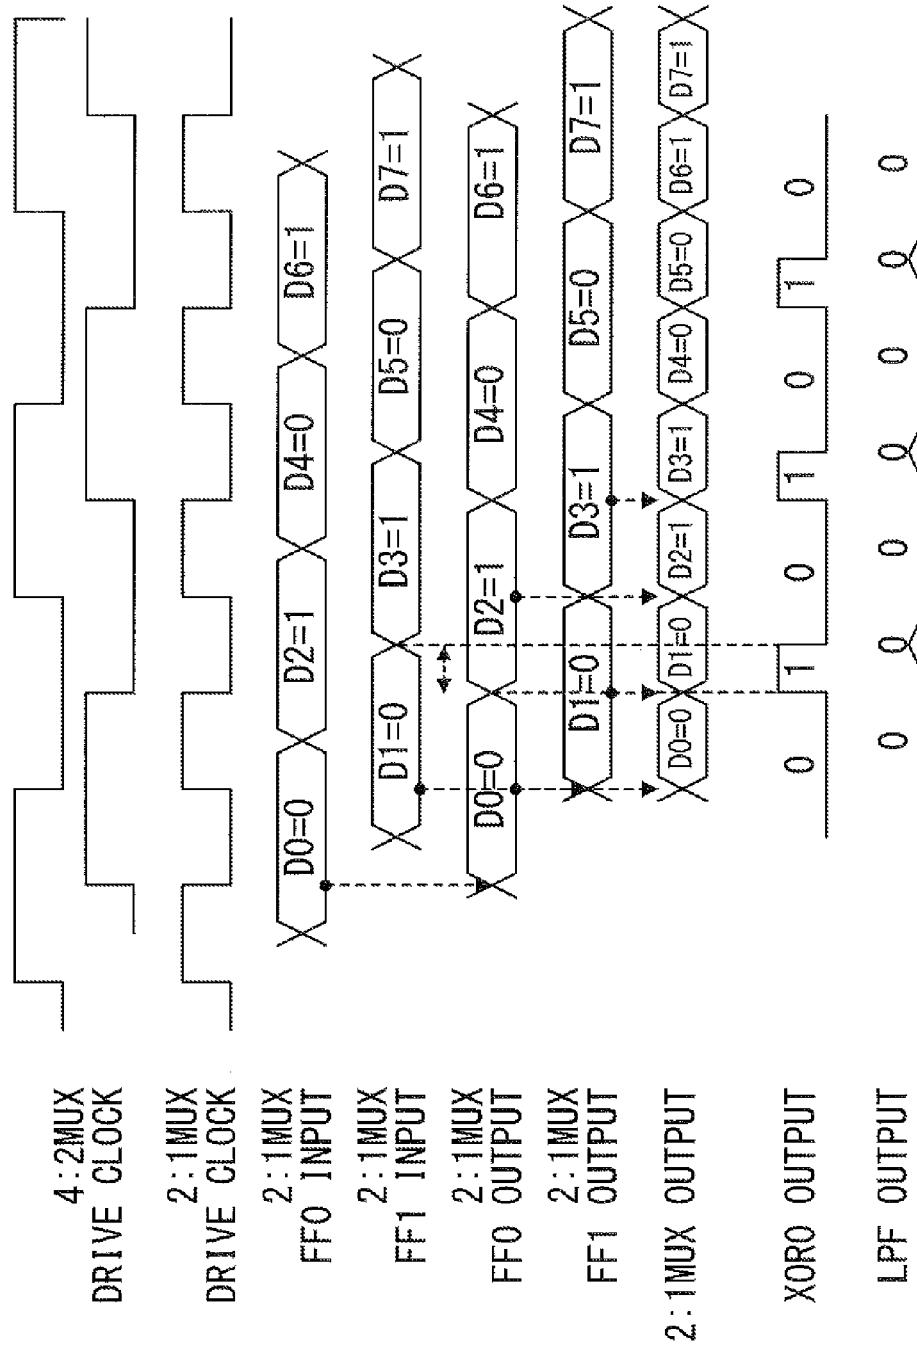 4:2MUX
DRIVE CLOCK
2:1MUX
DRIVE CLOCK
2:1MUX
FF0 INPUT
D0=0 D2=1 D4=0 D6=1
2:1MUX
FF1 INPUT
D1=0 D3=1 D5=0 D7=1
2:1MUX
FF0 OUTPUT
D0=0 D2=1 D4=0 D6=1
2:1MUX
FF1 OUTPUT
D1=0 D3=1 D5=0 D7=1
2:1MUX OUTPUT
D0=0 D1=0 D2=1 D3=1 D4=0 D5=0 D6=1 D7=1
XOR0 OUTPUT
0 1 0 1 0 1 0
LPF OUTPUT
0 0 0 0 0 0 0